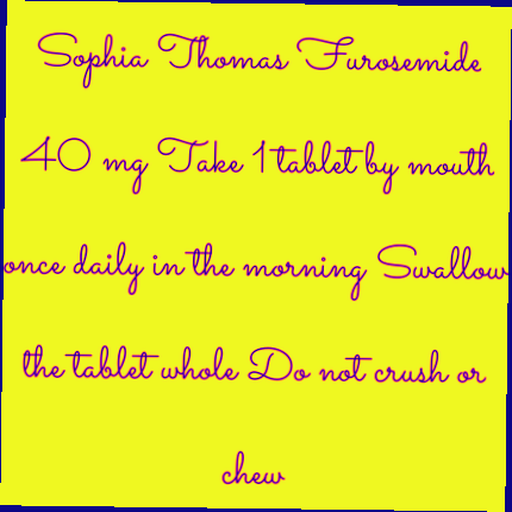 Sophia Thomas Furosemide
40 mg Take 1 tablet by mouth
once daily in the morning Swallow
the tablet whole Do not crush or
chew